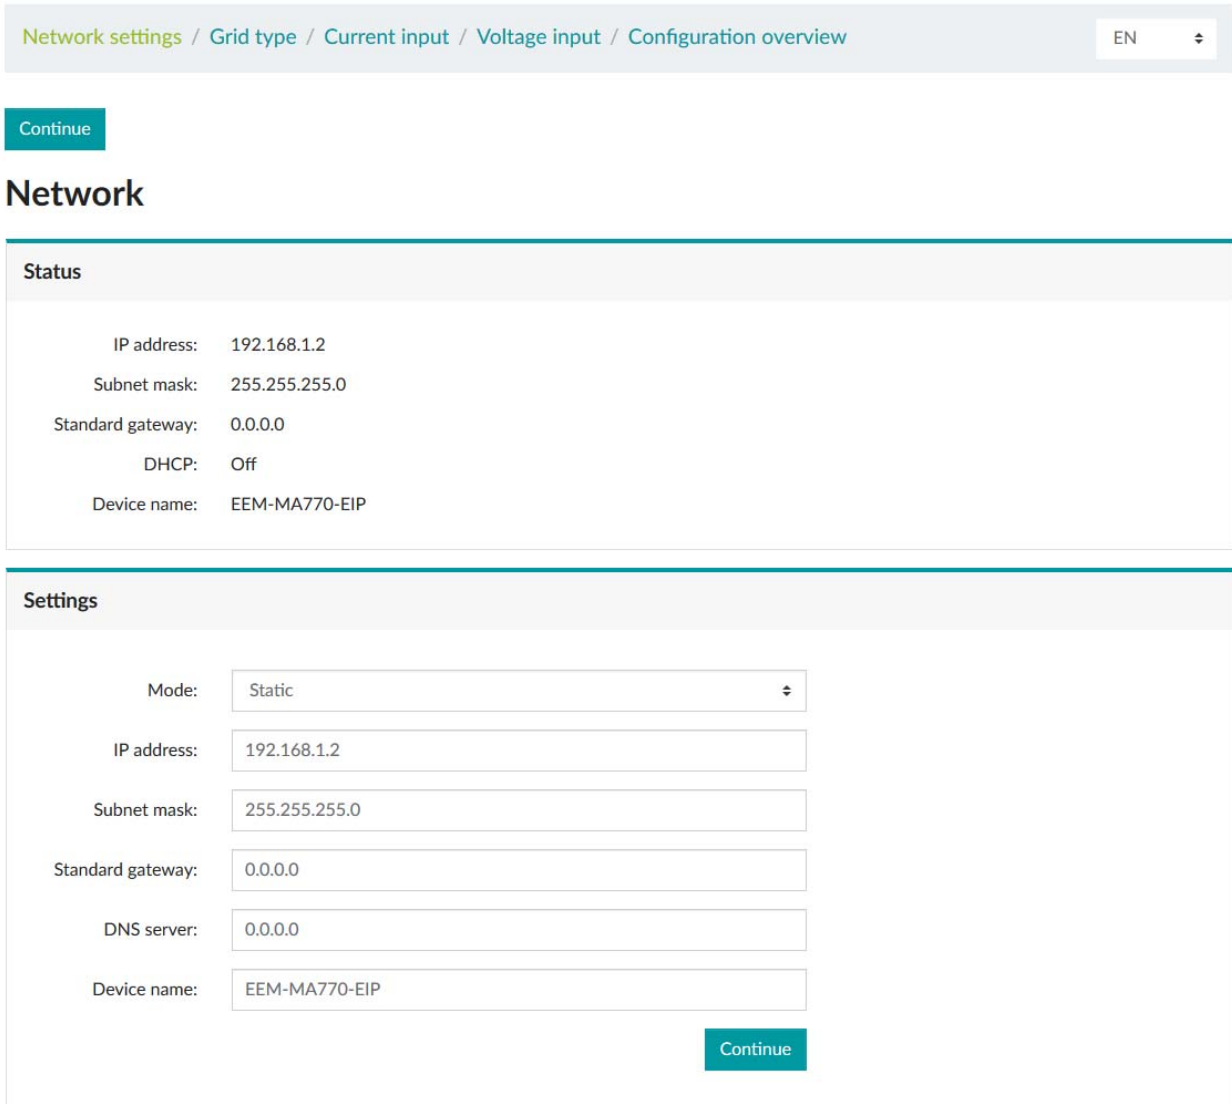 Network settings / Grid type / Current input / Voltage input / Configuration overview EN
Continue
Network
Status
IP address: 192.168.1.2
Subnet mask: 255.255.255.0
Standard gateway: 0.0.0.0
DHCP: Off
Device name: EEM-MA770-EIP
Settings
Mode: Static
IP address: 192.168.1.2
Subnet mask: 255.255.255.0
Standard gateway: 0.0.0.0
DNS server: 0.0.0.0
Device name: EEM-MA770-EIP
Continue